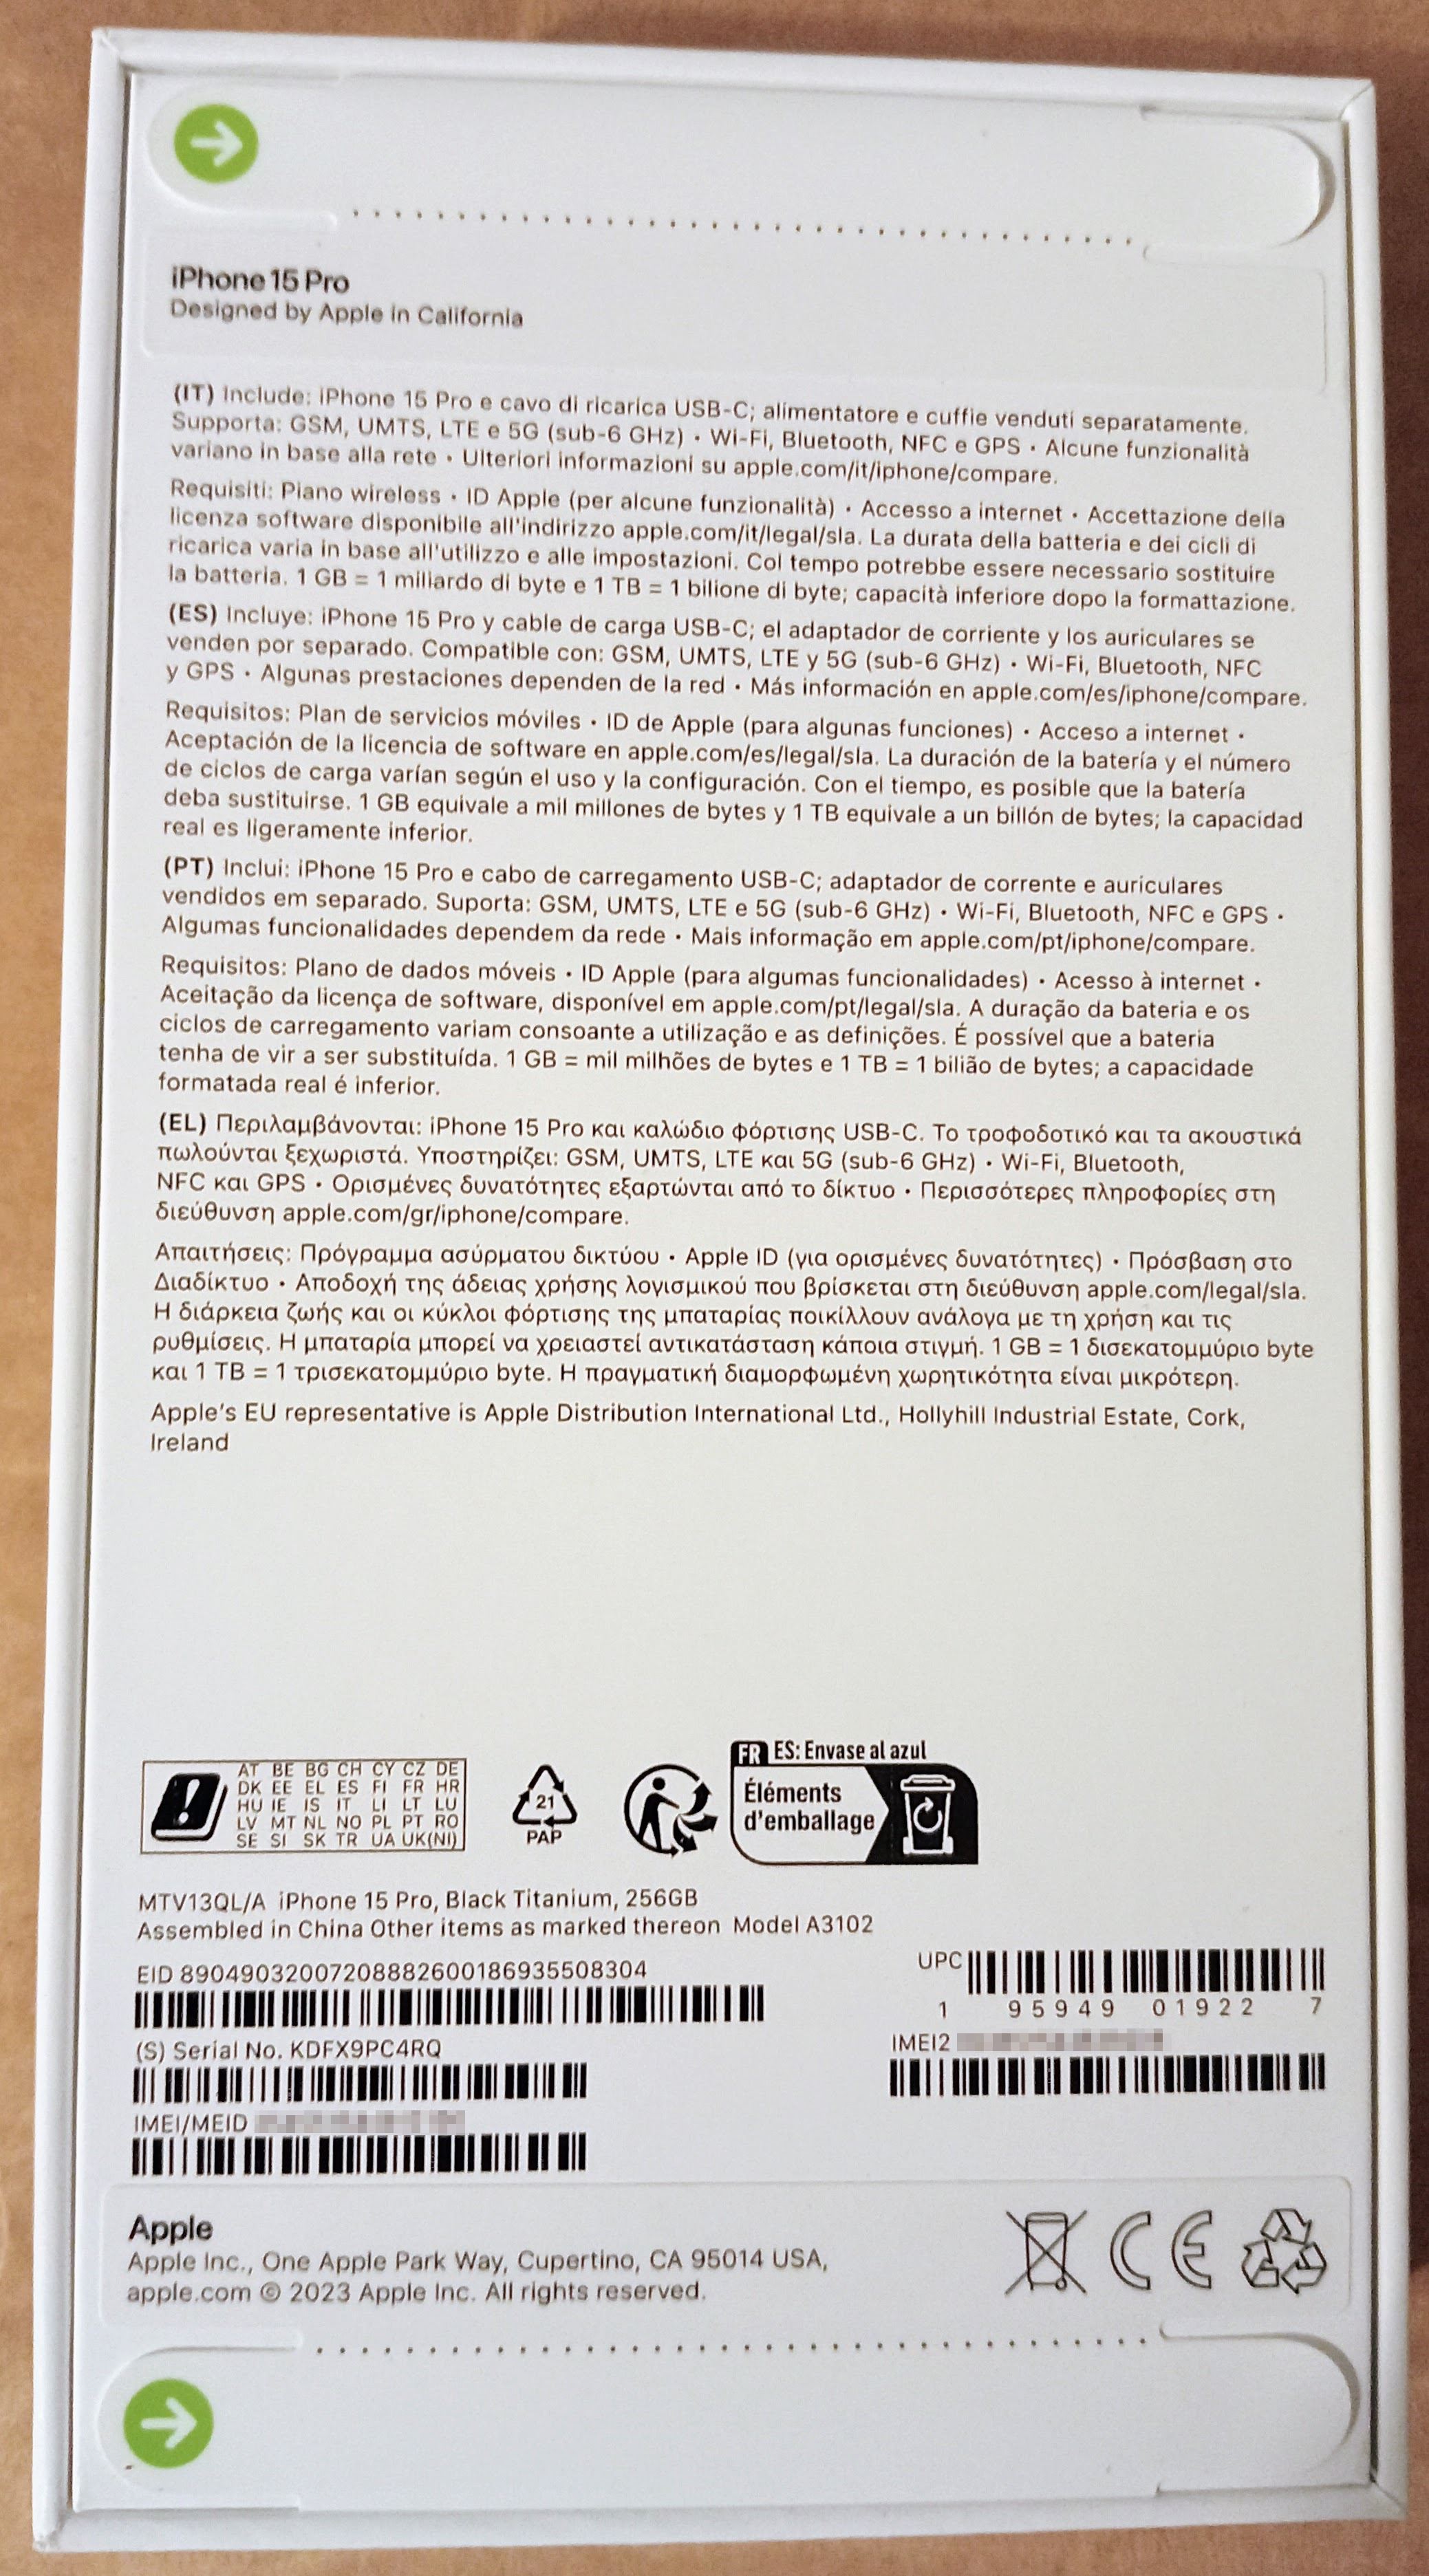 iPhone 15 Pro
Designed by Apple in California
(IT) Include: iPhone 15 Pro e cavo di ricarica USB-C; alimentatore e cuffie venduti separatamente.
Supporta: GSM, UMTS, LTE e 5G (sub-6 GHz) • Wi-Fi, Bluetooth, NFC e GPS • Alcune funzionalità
variano in base alla rete • Ulteriori informazioni su apple.com/it/iphone/compare.
Requisiti: Piano wireless • ID Apple (per alcune funzionalità) • Accesso a internet • Accettazione della
licenza software disponibile all'indirizzo apple.com/it/legal/sla. La durata della batteria e dei cicli di
ricarica varia in base all'utilizzo e alle impostazioni. Col tempo potrebbe essere necessario sostituire
la batteria. 1 GB = 1 miliardo di byte e 1 TB = 1 bilione di byte; capacità inferiore dopo la formattazione.
(ES) Incluye: iPhone 15 Pro y cable de carga USB-C; el adaptador de corriente y los auriculares se
venden por separado. Compatible con: GSM, UMTS, LTE y 5G (sub-6 GHz) • Wi-Fi, Bluetooth, NFC
y GPS • Algunas prestaciones dependen de la red • Más información en apple.com/es/iphone/compare.
Requisitos: Plan de servicios móviles • ID de Apple (para algunas funciones) • Acceso a internet •
Aceptación de la licencia de software en apple.com/es/legal/sla. La duración de la batería y el número
de ciclos de carga varían según el uso y la configuración. Con el tiempo, es posible que la batería
deba sustituirse. 1 GB equivale a mil millones de bytes y 1 TB equivale a un billón de bytes; la capacidad
real es ligeramente inferior.
(PT) Inclui: iPhone 15 Pro e cabo de carregamento USB-C; adaptador de corrente e auriculares
vendidos em separado. Suporta: GSM, UMTS, LTE e 5G (sub-6 GHz) • Wi-Fi, Bluetooth, NFC e GPS •
Algumas funcionalidades dependem da rede • Mais informação em apple.com/pt/iphone/compare.
Requisitos: Plano de dados móveis • ID Apple (para algumas funcionalidades) • Acesso à internet •
Aceitação da licença de software, disponível em apple.com/pt/legal/sla. A duração da bateria e os
ciclos de carregamento variam consoante a utilização e as definições. É possível que a bateria
tenha de vir a ser substituída. 1 GB = mil milhões de bytes e 1 TB = 1 bilião de bytes; a capacidade
formatada real é inferior.
(EL) Περιλαμβάνονται: iPhone 15 Pro και καλώδιο φόρτισης USB-C. Το τροφοδοτικό και τα ακουστικά
πωλούνται ξεχωριστά. Υποστηρίζει: GSM, UMTS, LTE και 5G (sub-6 GHz) • Wi-Fi, Bluetooth,
NFC και GPS • Ορισμένες δυνατότητες εξαρτώνται από το δίκτυο • Περισσότερες πληροφορίες στη
διεύθυνση apple.com/gr/iphone/compare.
Απαιτήσεις: Πρόγραμμα ασύρματου δικτύου • Apple ID (για ορισμένες δυνατότητες) • Πρόσβαση στο
Διαδίκτυο • Αποδοχή της άδειας χρήσης λογισμικού που βρίσκεται στη διεύθυνση apple.com/legal/sla.
Η διάρκεια ζωής και οι κύκλοι φόρτισης της μπαταρίας ποικίλλουν ανάλογα με τη χρήση και τις
ρυθμίσεις. Η μπαταρία μπορεί να χρειαστεί αντικατάσταση κάποια στιγμή. 1 GB = 1 δισεκατομμύριο byte
και 1 TB = 1 τρισεκατομμύριο byte. Η πραγματική διαμορφωμένη χωρητικότητα είναι μικρότερη.
Apple's EU representative is Apple Distribution International Ltd., Hollyhill Industrial Estate, Cork,
Ireland
AT BE BG CH CY CZ DE
DK EE EL ES FI FR HR
HU IE IS IT LI LT LU
LV MT NL NO PL PT RO
SE SI SK TR UA UK(NI)
21
PAP
FR ES: Envase al azul
Éléments
d'emballage
MTV13QL/A iPhone 15 Pro, Black Titanium, 256GB
Assembled in China Other items as marked thereon Model A3102
EID 89049032007208882600186935508304
UPC
1 95949 01922 7
(S) Serial No. KDFX9PC4RQ
IMEI2
IMEI/MEID
Apple
Apple Inc., One Apple Park Way, Cupertino, CA 95014 USA,
apple.com © 2023 Apple Inc. All rights reserved.
CE